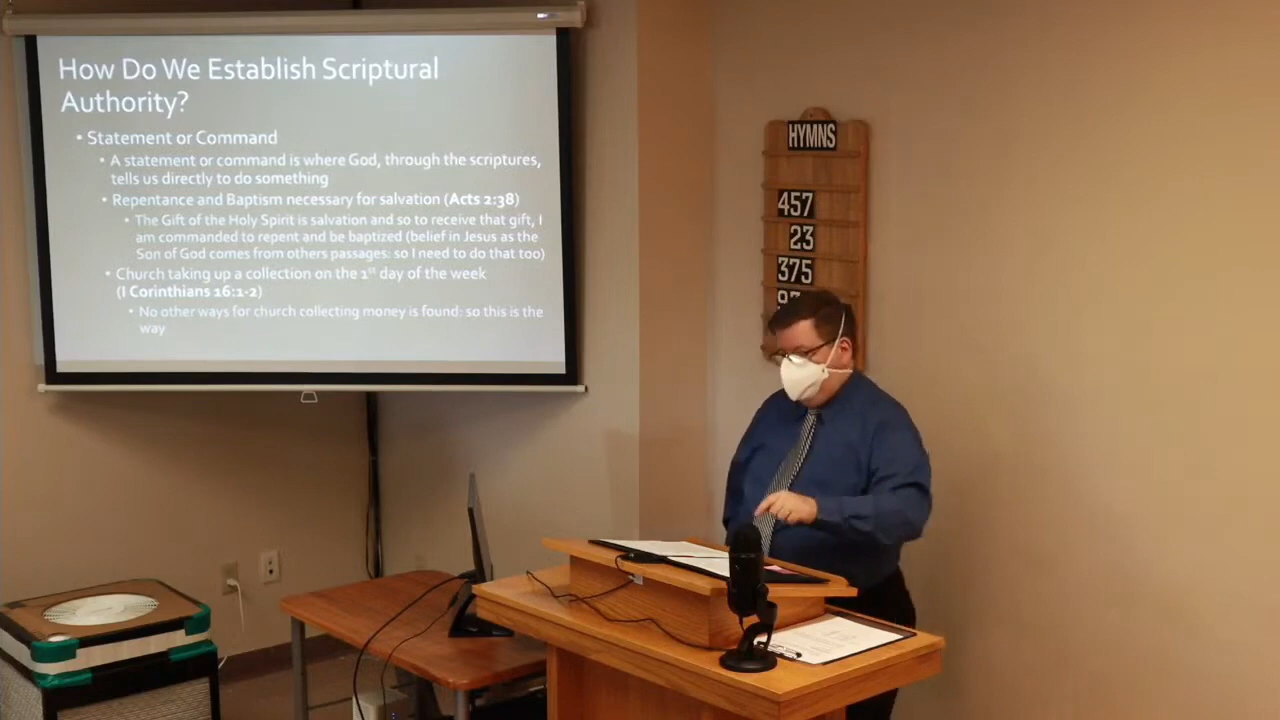 How Do We Establish Scriptural
Authority?
• Statement or Command
• A statement or command is where God, through the scriptures,
tells us directly to do something
• Repentance and Baptism necessary for salvation (Acts 2:38)
• The Gift of the Holy Spirit is salvation and so to receive that gift, I
am commanded to repent and be baptized (belief in Jesus as the
Son of God comes from others passages: so I need to do that too)
• Church taking up a collection on the 1st day of the week
(I Corinthians 16:1-2)
• No other ways for church collecting money is found: so this is the
way
HYMNS
457
23
375